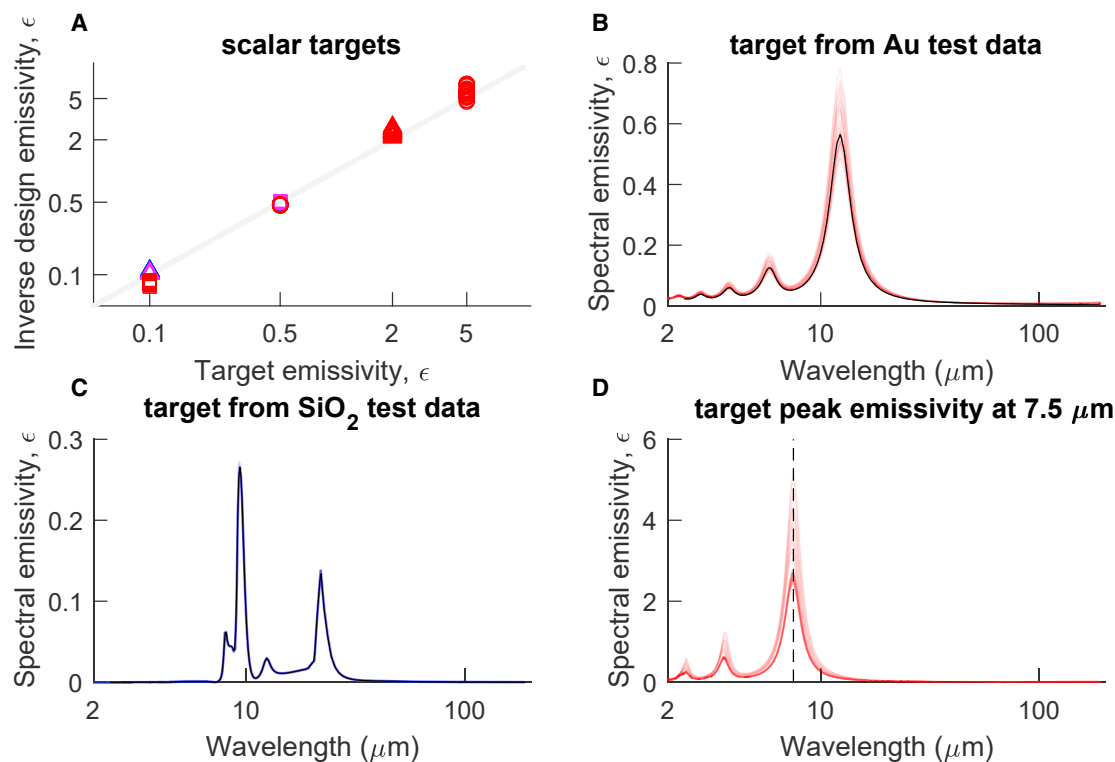 A
scalar targets
Inverse design emissivity, ϵ
5
2
0.5
0.1
0.1 0.5 2 5
Target emissivity, ϵ
B
target from Au test data
Spectral emissivity, ϵ
0.8
0.6
0.4
0.2
0
2 10 100
Wavelength (μm)
C
target from SiO₂ test data
Spectral emissivity, ϵ
0.3
0.2
0.1
0
2 10 100
Wavelength (μm)
D
target peak emissivity at 7.5 μm
Spectral emissivity, ϵ
6
4
2
0
2 10 100
Wavelength (μm)